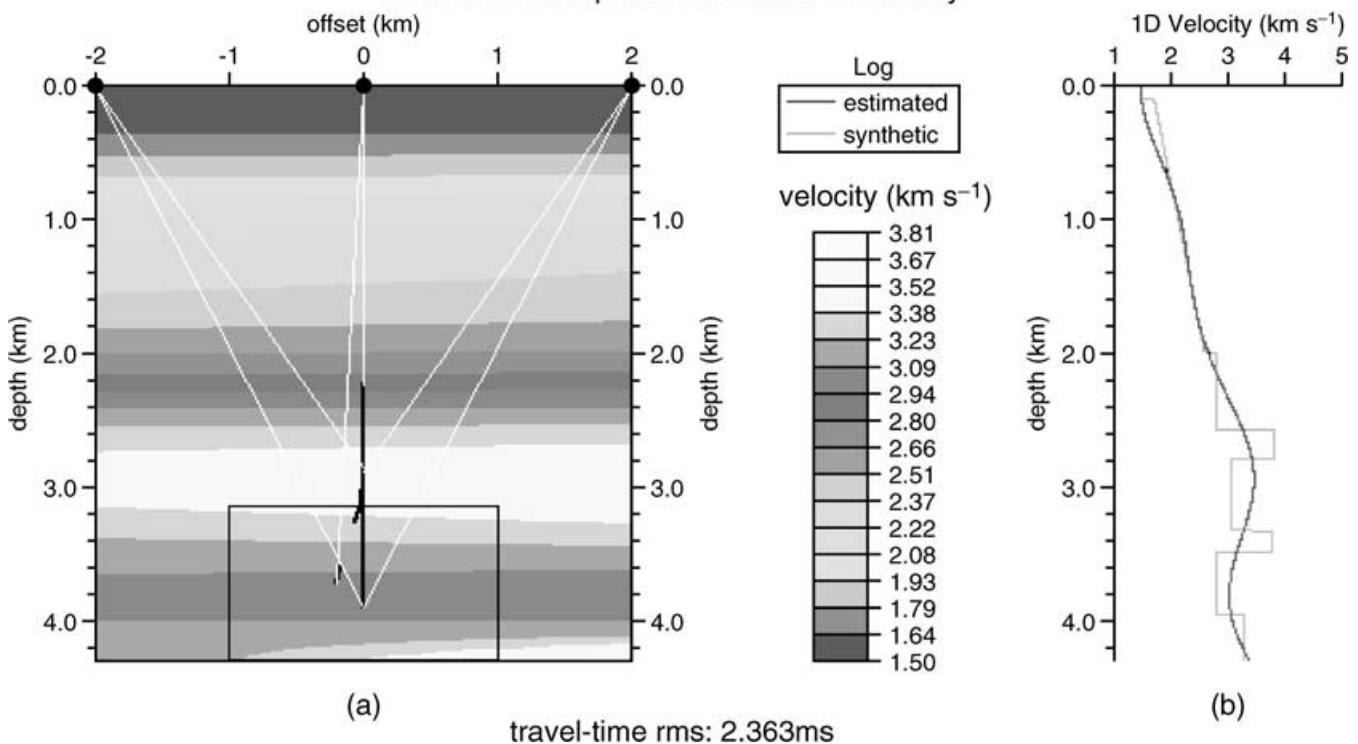 offset (km)
-2 -1 0 1 2
0.0 1.0 2.0 3.0 4.0
depth (km)
0.0 1.0 2.0 3.0 4.0
depth (km)
(a)
Log
estimated
synthetic
velocity (km s⁻¹)
3.81
3.67
3.52
3.38
3.23
3.09
2.94
2.80
2.66
2.51
2.37
2.22
2.08
1.93
1.79
1.64
1.50
1D Velocity (km s⁻¹)
1 2 3 4 5
0.0 1.0 2.0 3.0 4.0
depth (km)
(b)
travel-time rms: 2.363ms